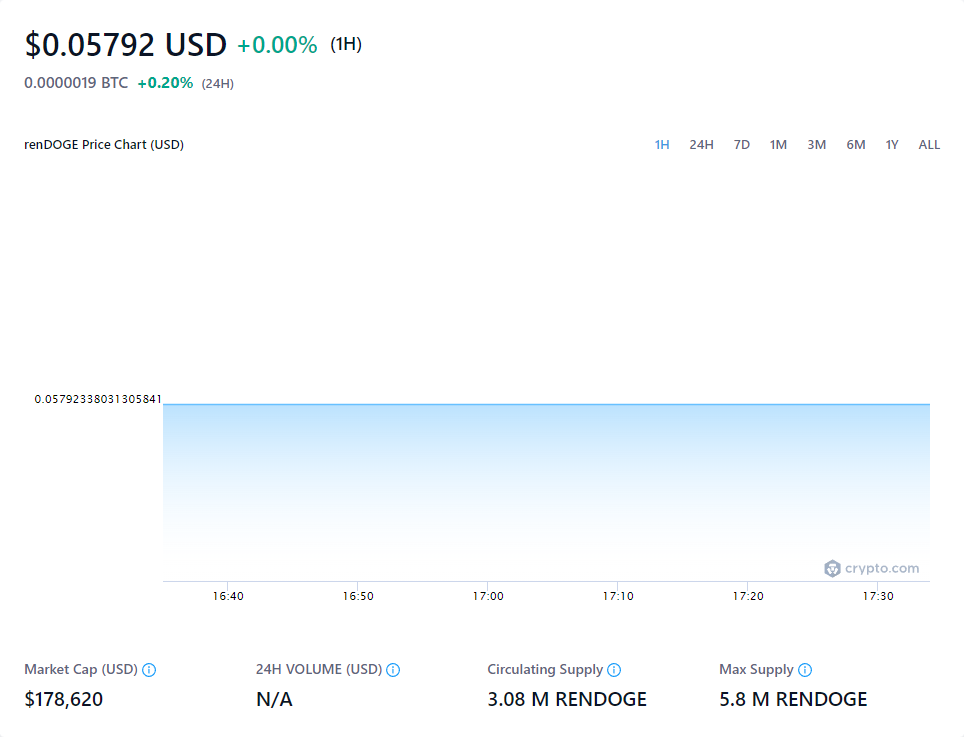 $0.05792 USD +0.00% (1H)
0.0000019 BTC +0.20% (24H)
renDOGE Price Chart (USD) 1H 24H 7D 1M 3M 6M 1Y ALL
0.05792338031305841
crypto.com
16:40 16:50 17:00 17:10 17:20 17:30
Market Cap (USD) 24H VOLUME (USD) Circulating Supply Max Supply
$178,620 N/A 3.08 M RENDOGE 5.8 M RENDOGE